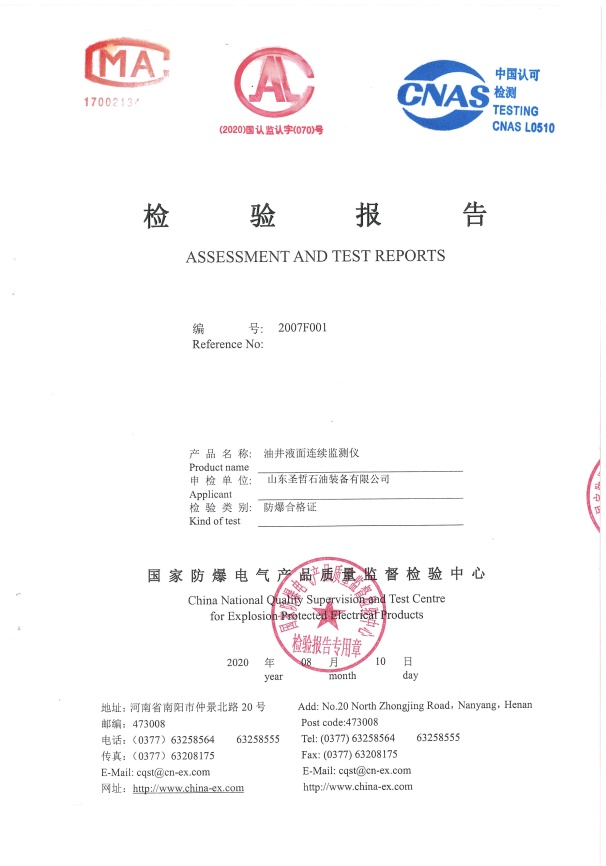 MA
中国认可
CNAS
检测
TESTING
CNAS L0510
(2020)国认监认字(070)号
检 验 报 告
ASSESSMENT AND TEST REPORTS
编 号: 2007F001
Reference No:
产 品 名 称: 油井液面连续监测仪
Product name
申 检 单 位: 山东圣哲石油装备有限公司
Applicant
检 验 类 别: 防爆合格证
Kind of test
国家防爆电气产品质量监督检验中心
China National Quality Supervision and Test Centre
for Explosion Protected Electrical Products
检验报告专用章
2020 年 08 月 10 日
year month day
地址: 河南省南阳市仲景北路 20 号 Add: No.20 North Zhongjing Road, Nanyang, Henan
邮编: 473008 Post code:473008
电话: (0377) 63258564 63258555 Tel: (0377) 63258564 63258555
传真: (0377) 63208175 Fax: (0377) 63208175
E-Mail: cqst@cn-ex.com E-Mail: cqst@cn-ex.com
网址: http://www.china-ex.com http://www.china-ex.com